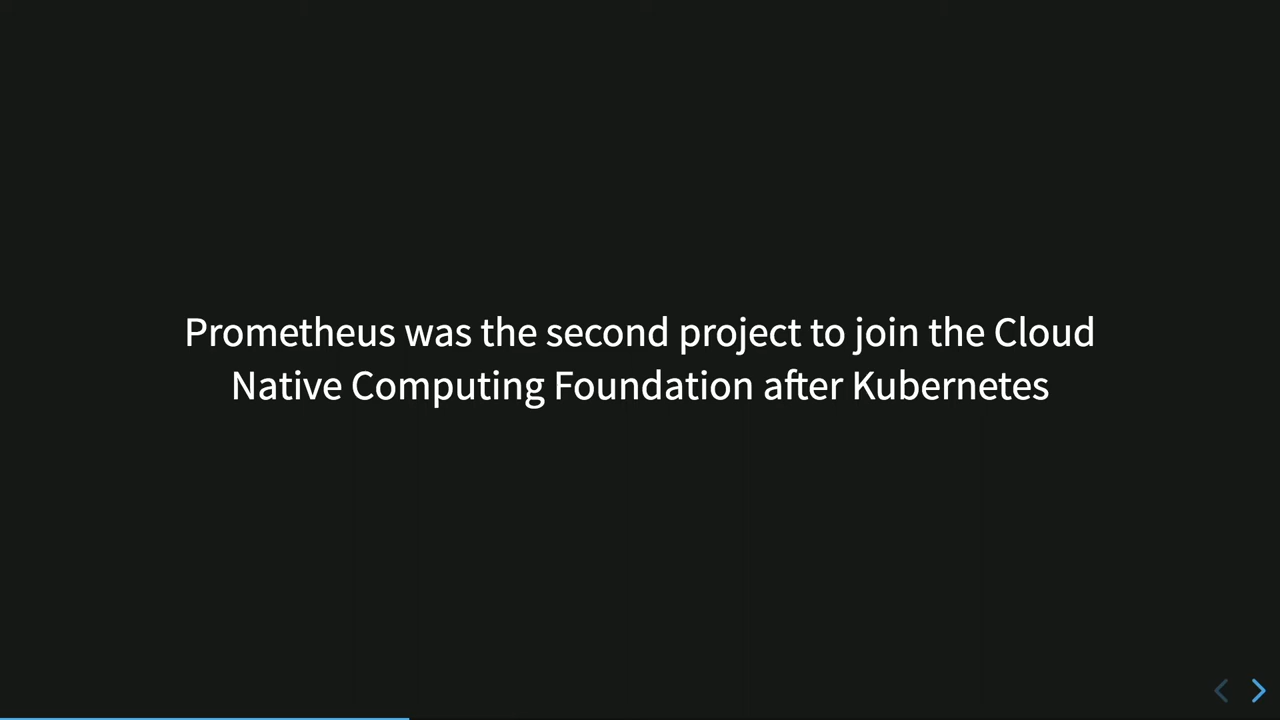 Prometheus was the second project to join the Cloud
Native Computing Foundation after Kubernetes